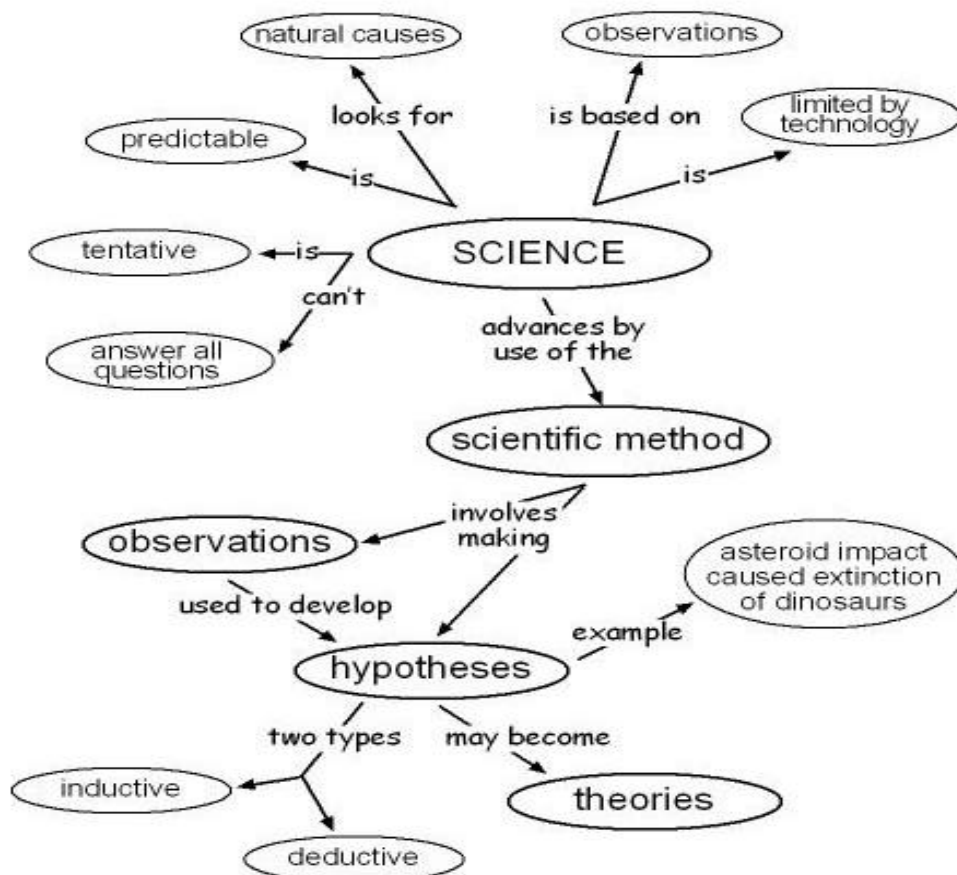 natural causes
observations
looks for
is based on
limited by
technology
predictable
is
is
SCIENCE
tentative
is
can't
answer all
questions
advances by
use of the
scientific method
involves
making
observations
asteroid impact
caused extinction
of dinosaurs
used to develop
example
hypotheses
two types
may become
inductive
theories
deductive